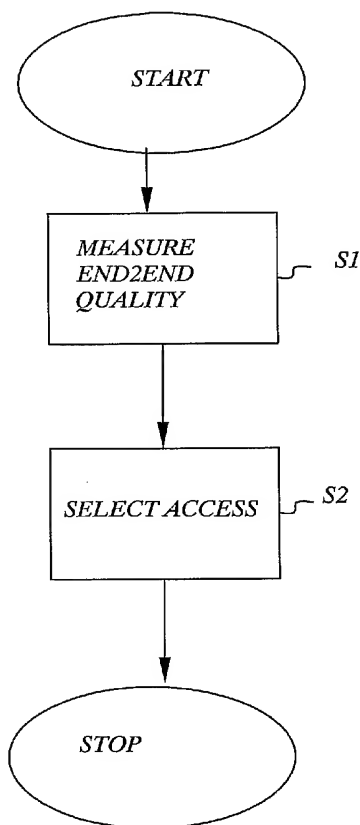 START
MEASURE
END2END
QUALITY
S1
SELECT ACCESS
S2
STOP